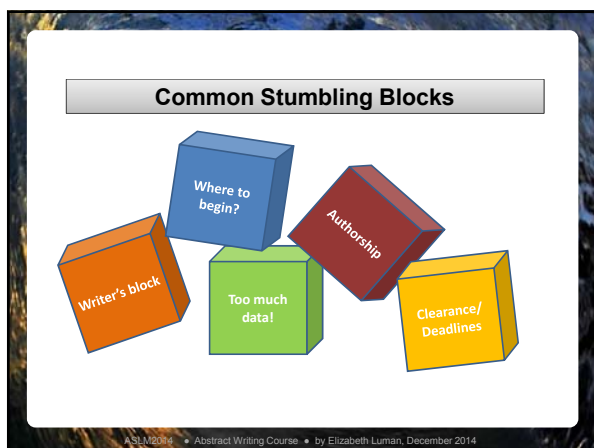 Common Stumbling Blocks
Where to
begin?
Authorship
Writer's block
Too much
data!
Clearance/
Deadlines
ASLM2014 ● Abstract Writing Course ● by Elizabeth Luman, December 2014